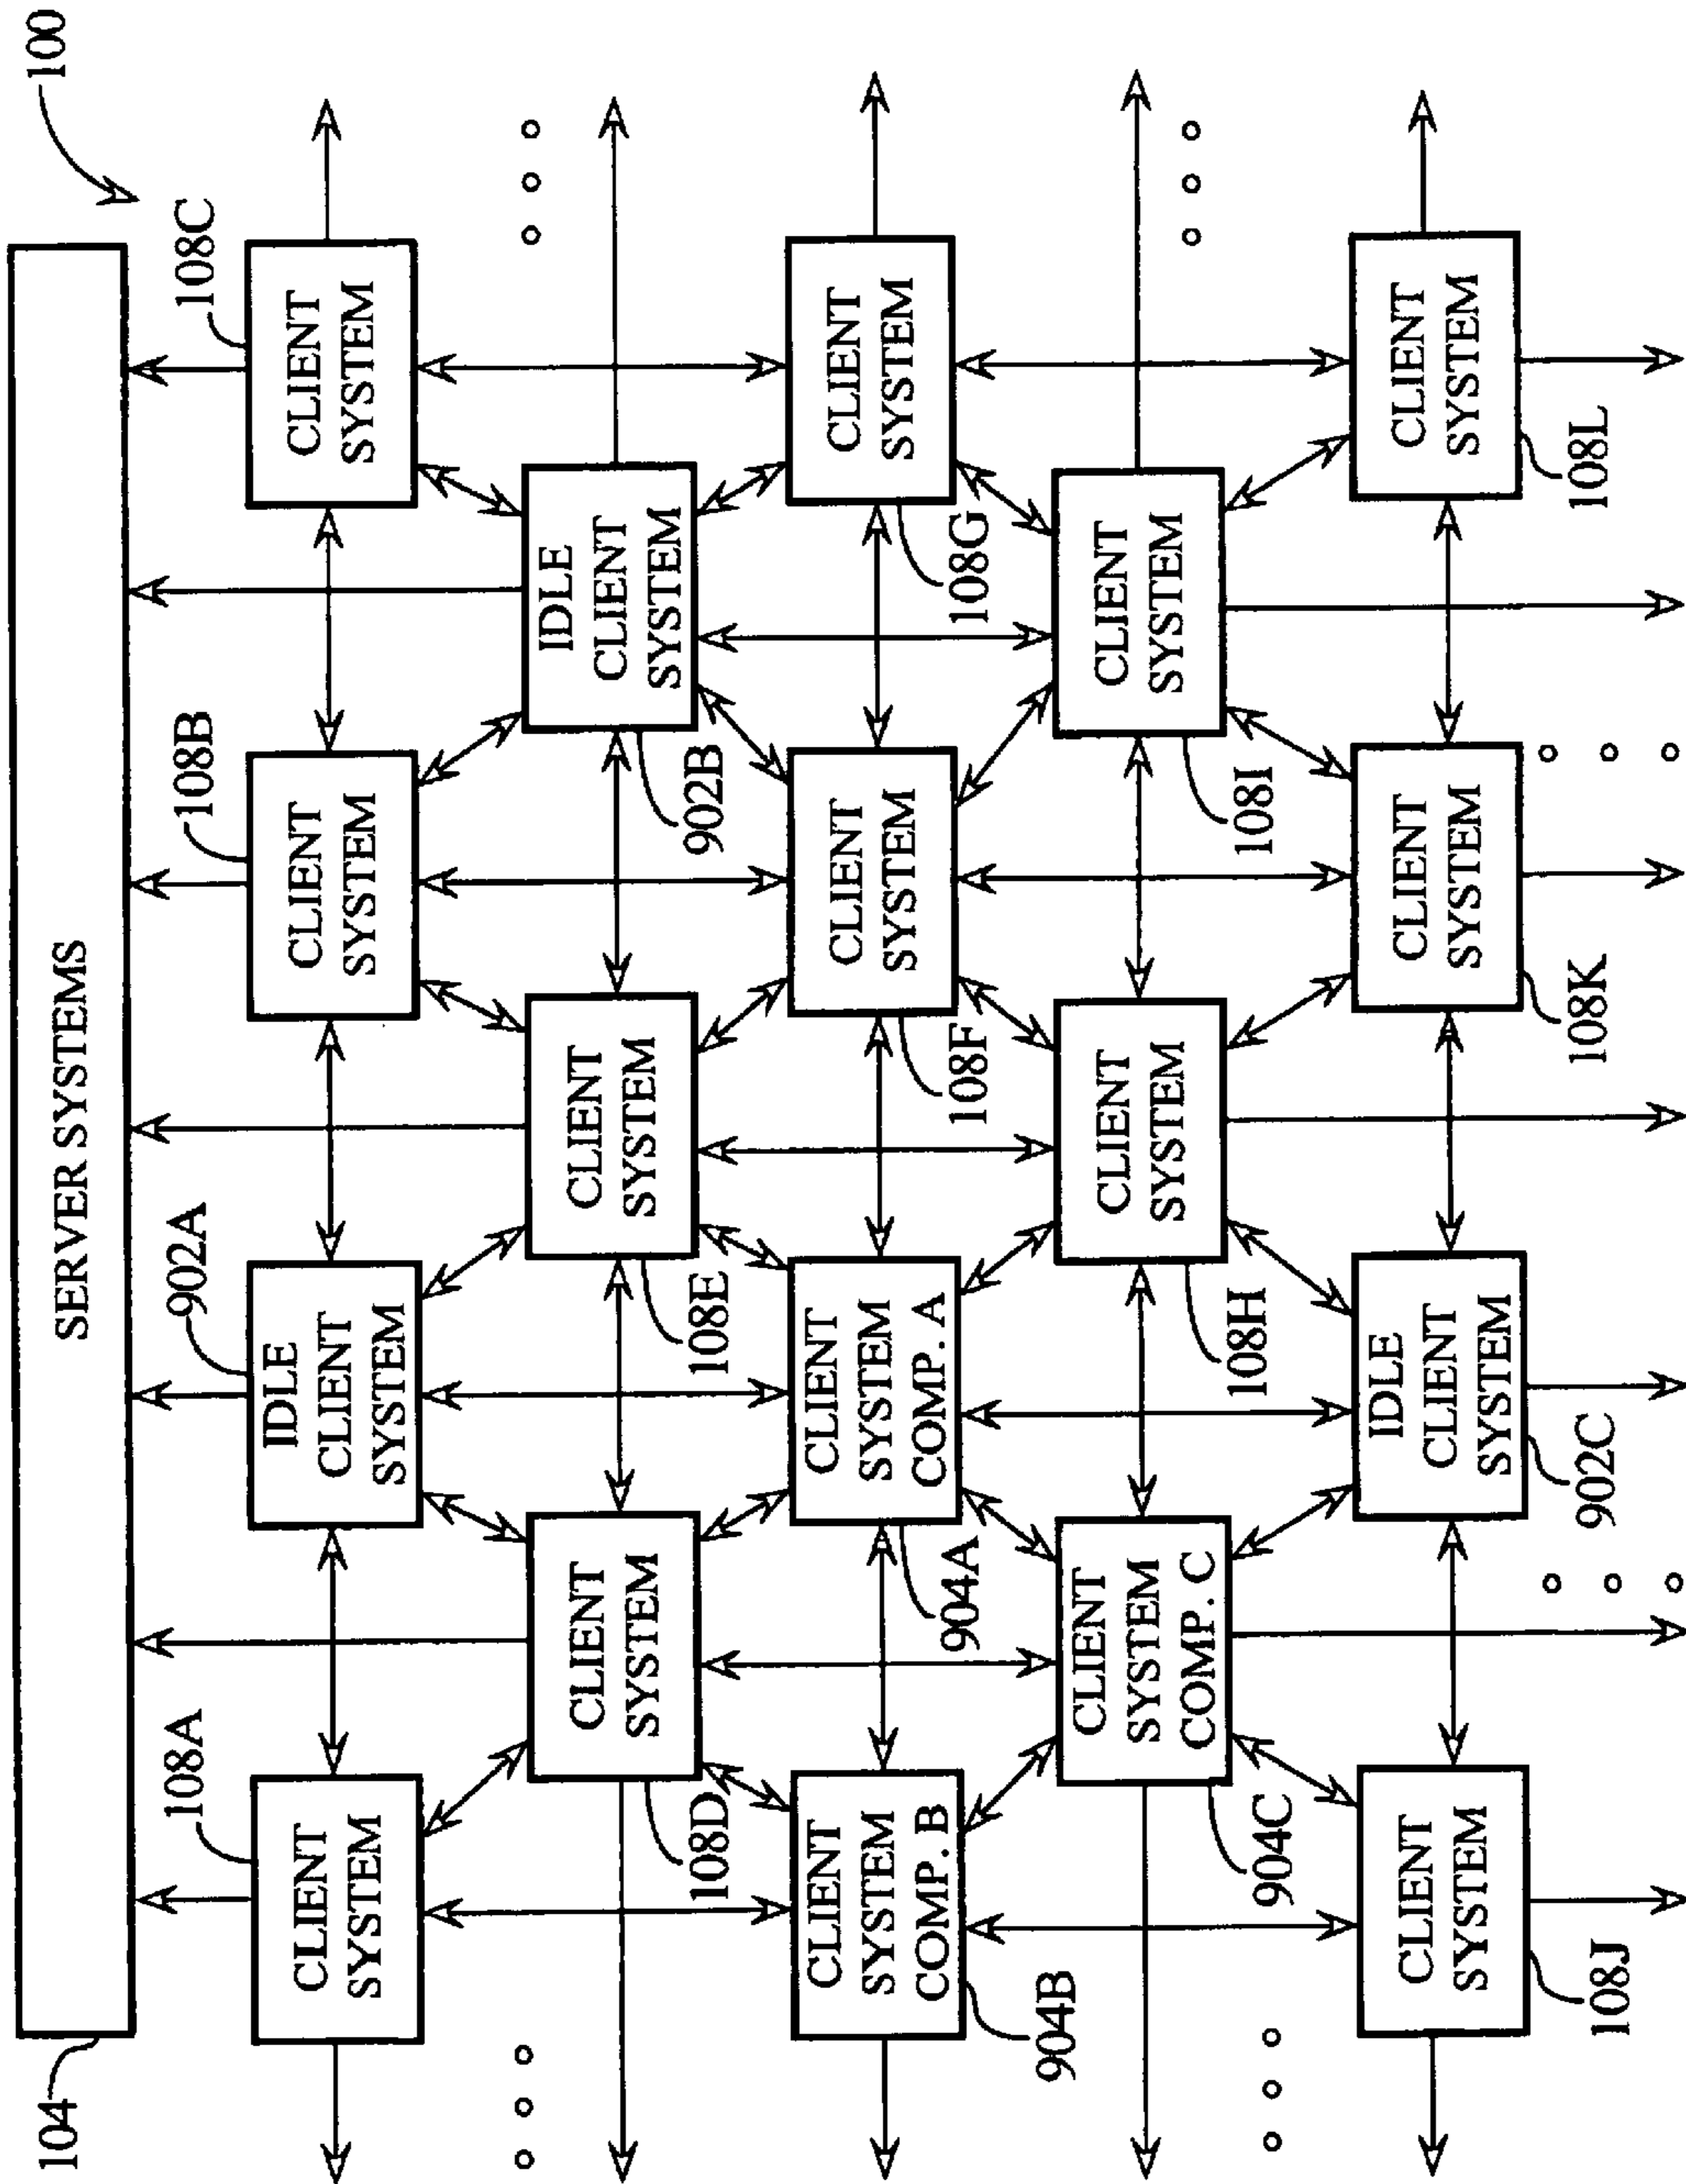 100
104
SERVER SYSTEMS
108A
902A
108B
108C
CLIENT
SYSTEM
IDLE
CLIENT
SYSTEM
CLIENT
SYSTEM
CLIENT
SYSTEM
CLIENT
SYSTEM
CLIENT
SYSTEM
IDLE
CLIENT
SYSTEM
108D
108E
902B
CLIENT
SYSTEM
COMP. B
CLIENT
SYSTEM
COMP. A
CLIENT
SYSTEM
CLIENT
SYSTEM
904B
904A
108F
108G
CLIENT
SYSTEM
COMP. C
CLIENT
SYSTEM
CLIENT
SYSTEM
904C
108H
108I
CLIENT
SYSTEM
IDLE
CLIENT
SYSTEM
CLIENT
SYSTEM
CLIENT
SYSTEM
108J
902C
108K
108L